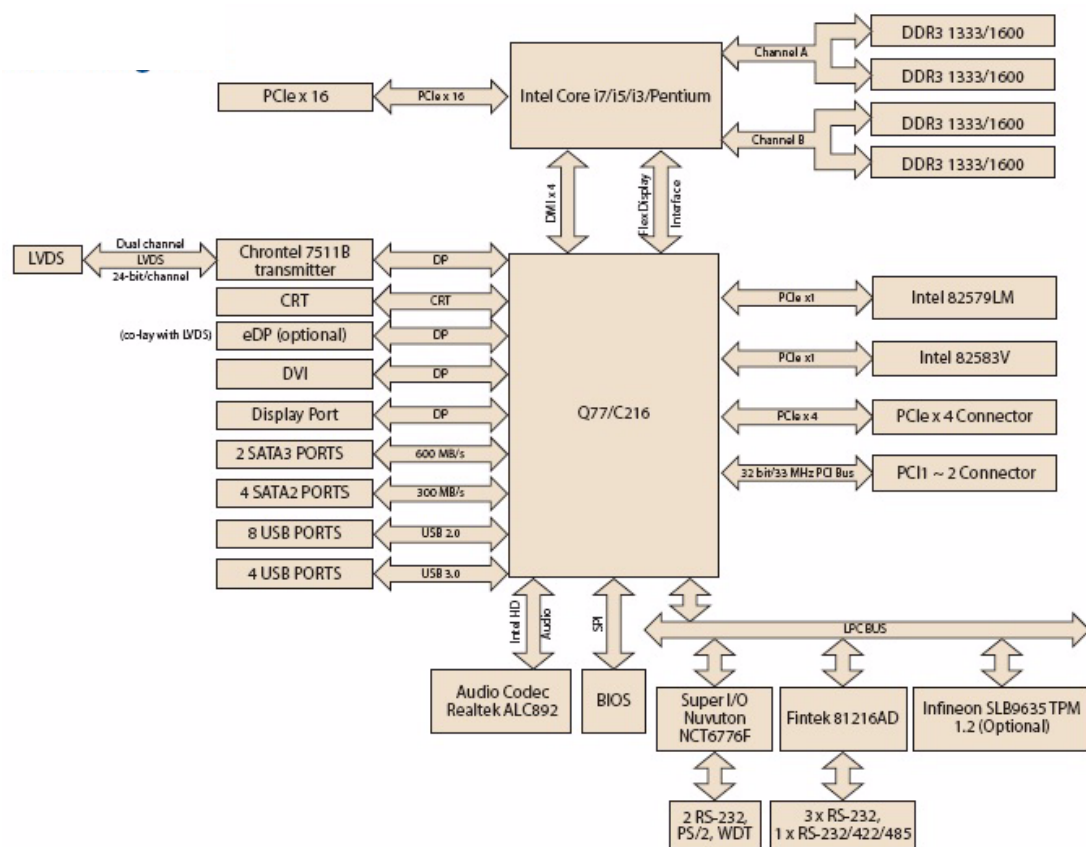 DDR3 1333/1600
Channel A
DDR3 1333/1600
PCIe x 16
PCIe x 16
Intel Core i7/i5/i3/Pentium
DDR3 1333/1600
Channel B
DDR3 1333/1600
DMI x 4
Flex Display
Interface
LVDS
Dual channel
LVDS
24-bit/channel
Chrontel 7511B
transmitter
DP
CRT
CRT
(co-lay with LVDS)
eDP (optional)
DP
DVI
DP
Display Port
DP
2 SATA3 PORTS
600 MB/s
4 SATA2 PORTS
300 MB/s
8 USB PORTS
USB 2.0
4 USB PORTS
USB 3.0
Q77/C216
PCIe x1
Intel 82579LM
PCIe x1
Intel 82583V
PCIe x 4
PCIe x 4 Connector
32 bit/33 MHz PCI Bus
PCI1 ~ 2 Connector
Intel HD
Audio
SPI
LPC BUS
Audio Codec
Realtek ALC892
BIOS
Super I/O
Nuvuton
NCT6776F
Fintek 81216AD
Infineon SLB9635 TPM
1.2 (Optional)
2 RS-232,
PS/2, WDT
3 x RS-232,
1 x RS-232/422/485